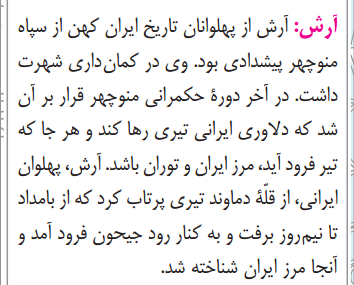 آرش: آرش از پهلوانان تاریخ ایران کهن از سپاه
منوچهر پیشدادی بود. وی در کمان‌داری شهرت
داشت. در آخر دورهٔ حکمرانی منوچهر قرار بر آن
شد که دلاوری ایرانی تیری رها کند و هر جا که
تیر فرود آید، مرز ایران و توران باشد. آرش، پهلوان
ایرانی، از قلّهٔ دماوند تیری پرتاب کرد که از بامداد
تا نیم‌روز برفت و به کنار رود جیحون فرود آمد و
آنجا مرز ایران شناخته شد.